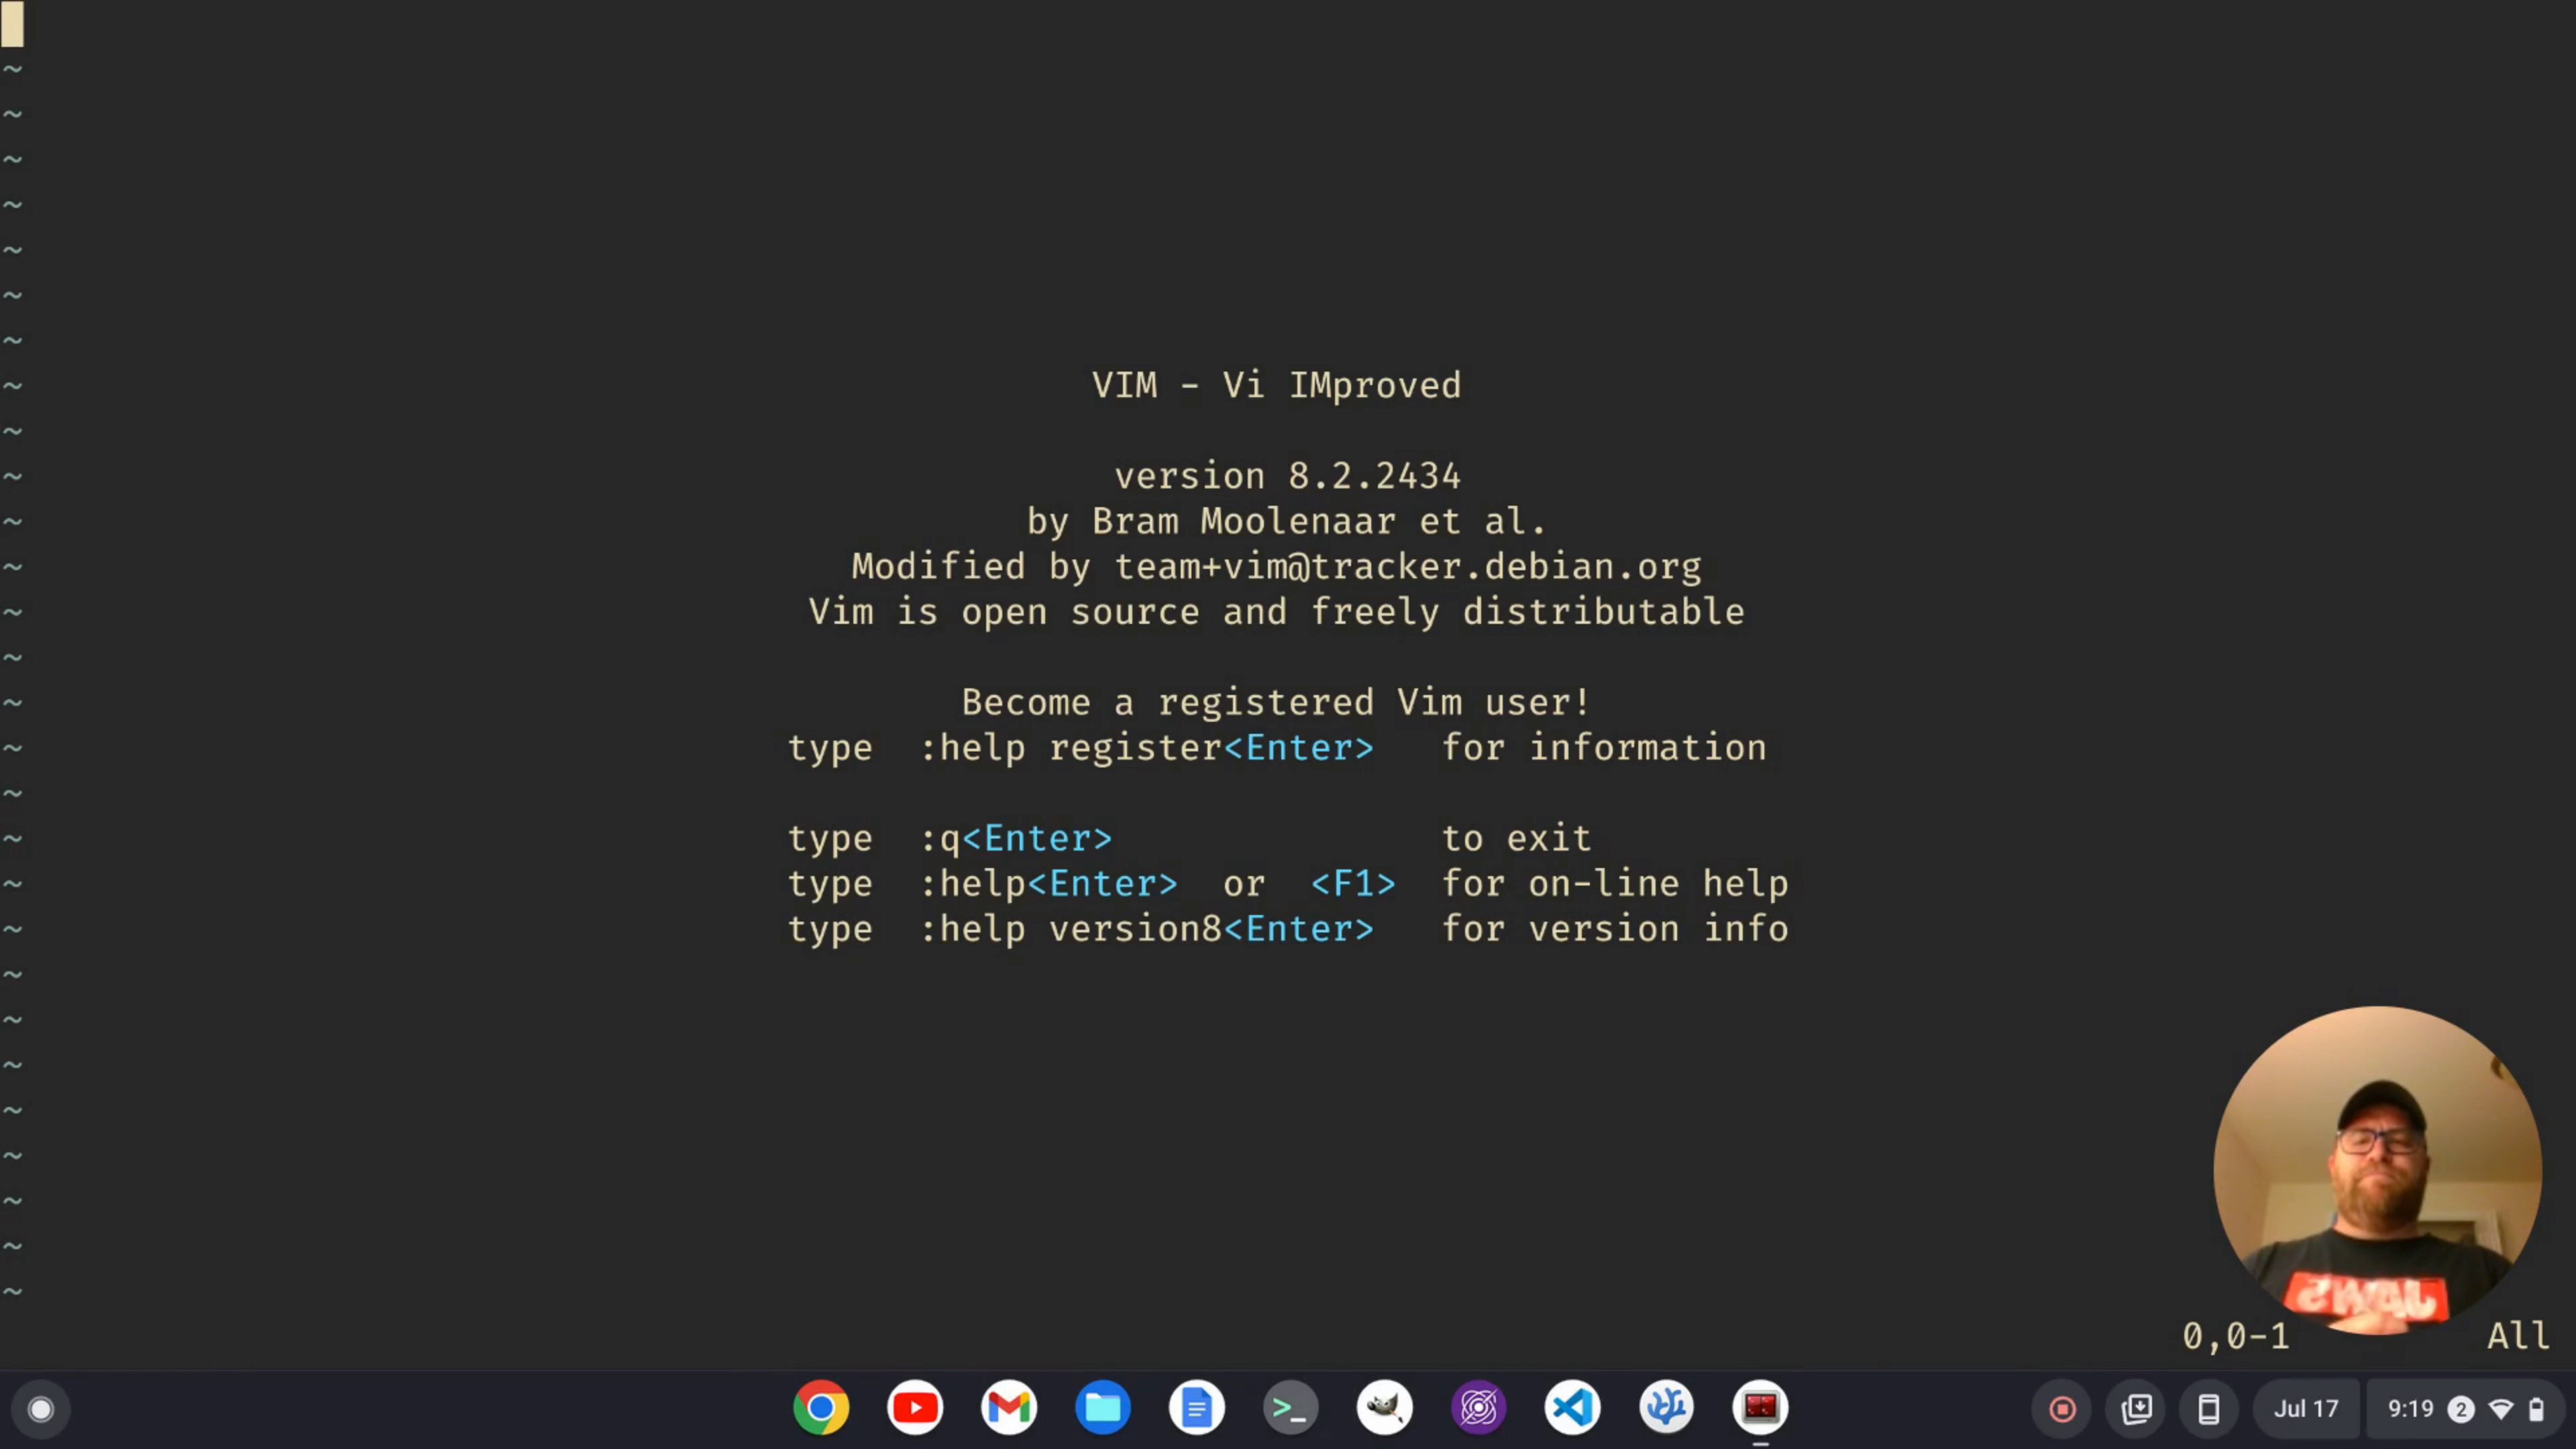 ~
~
~
~
~
~
~
~ VIM - Vi IMproved
~
~ version 8.2.2434
~ by Bram Moolenaar et al.
~ Modified by team+vim@tracker.debian.org
~ Vim is open source and freely distributable
~
~ Become a registered Vim user!
~ type :help register<Enter> for information
~
~ type :q<Enter> to exit
~ type :help<Enter> or <F1> for on-line help
~ type :help version8<Enter> for version info
~
~
~
~
~
~
~
~
JAWS
0,0-1 All
>_
Jul 17 9:19 2